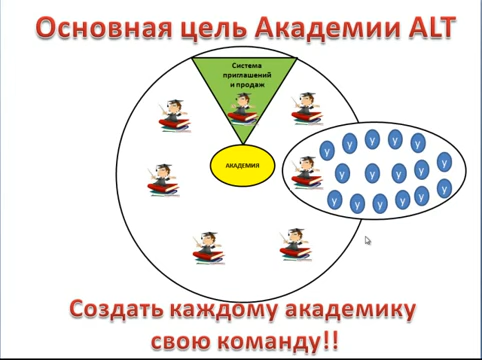 Основная цель Академии ALT
Система
приглашений
и продаж
АКАДЕМИЯ
у у у у у
у у у у у
у у у у у у
Создать каждому академику
свою команду!!